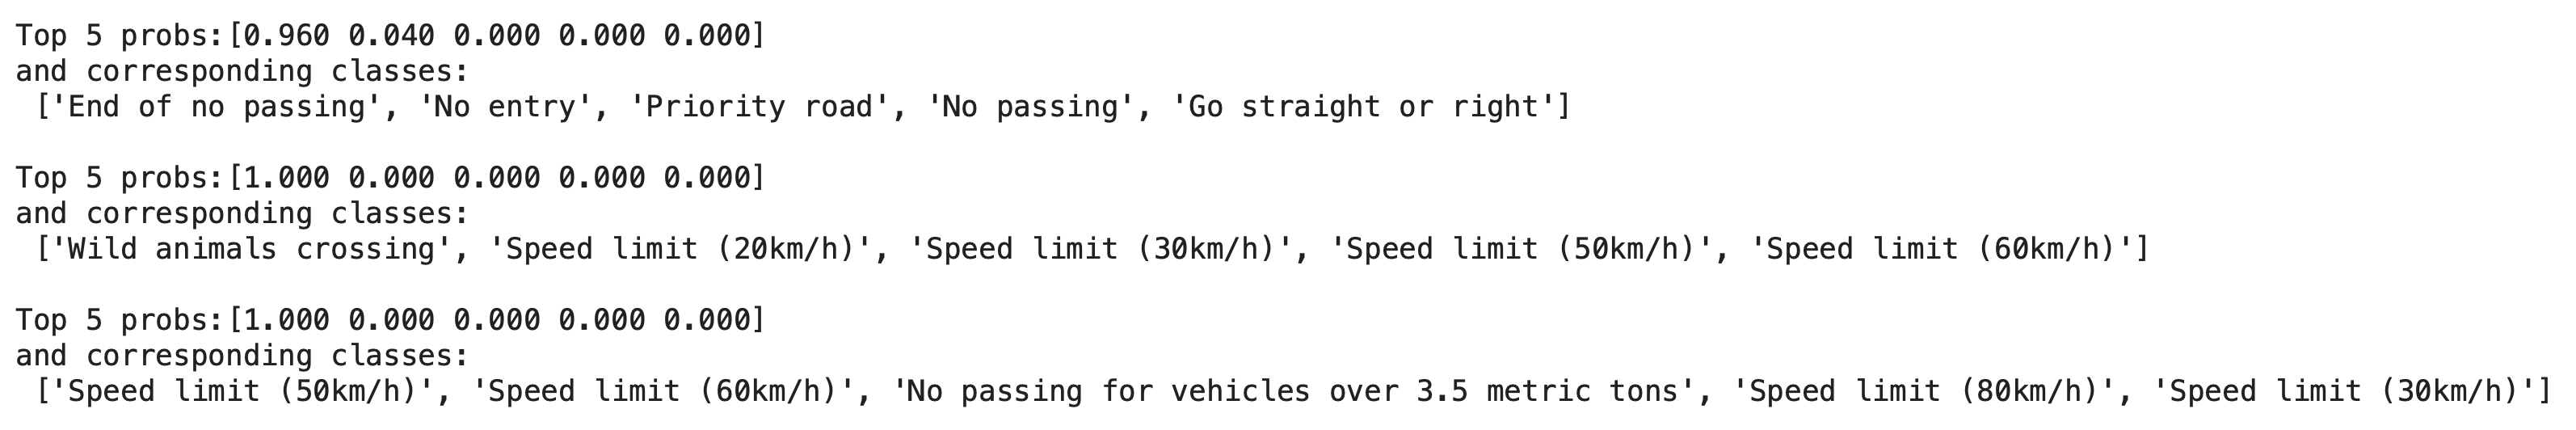 Top 5 probs:[0.960 0.040 0.000 0.000 0.000]
and corresponding classes:
 ['End of no passing', 'No entry', 'Priority road', 'No passing', 'Go straight or right']

Top 5 probs:[1.000 0.000 0.000 0.000 0.000]
and corresponding classes:
 ['Wild animals crossing', 'Speed limit (20km/h)', 'Speed limit (30km/h)', 'Speed limit (50km/h)', 'Speed limit (60km/h)']

Top 5 probs:[1.000 0.000 0.000 0.000 0.000]
and corresponding classes:
 ['Speed limit (50km/h)', 'Speed limit (60km/h)', 'No passing for vehicles over 3.5 metric tons', 'Speed limit (80km/h)', 'Speed limit (30km/h)']